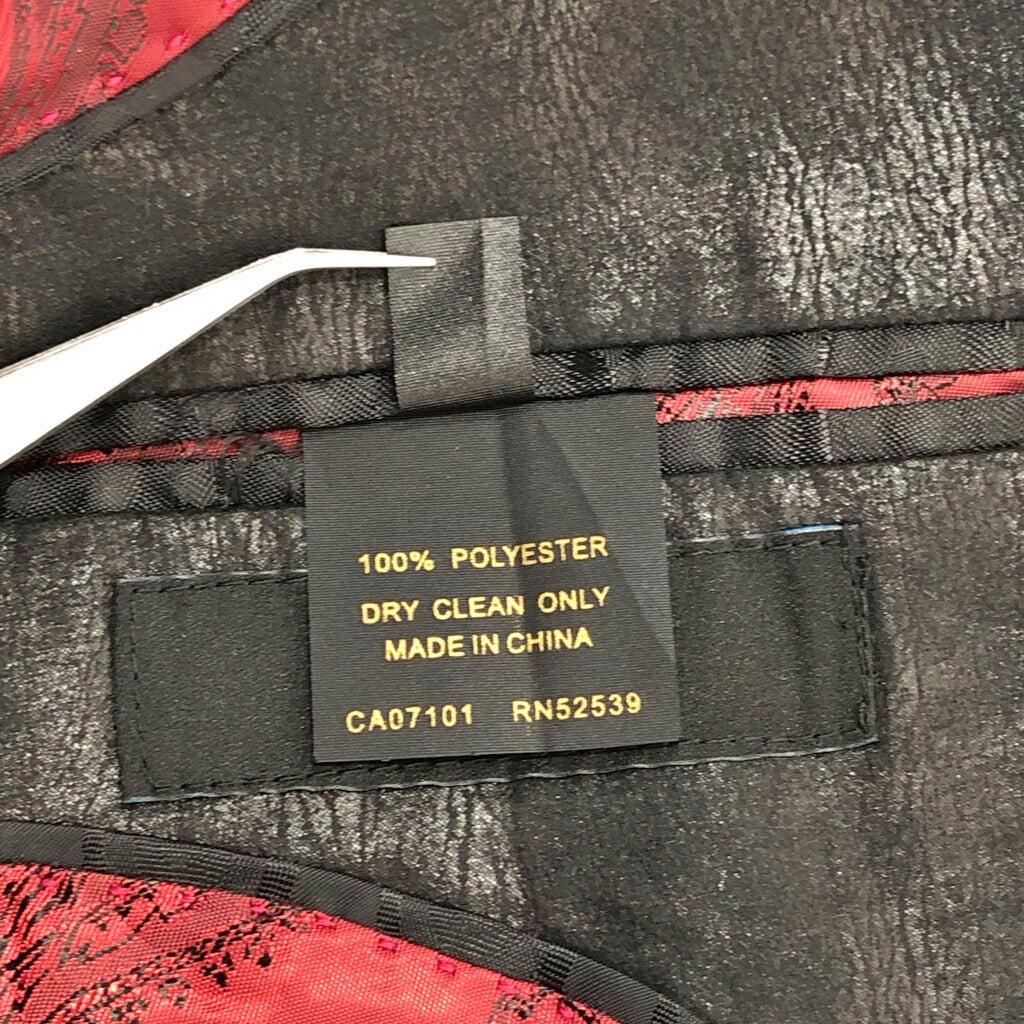 100% POLYESTER
DRY CLEAN ONLY
MADE IN CHINA
CA07101 RN52539